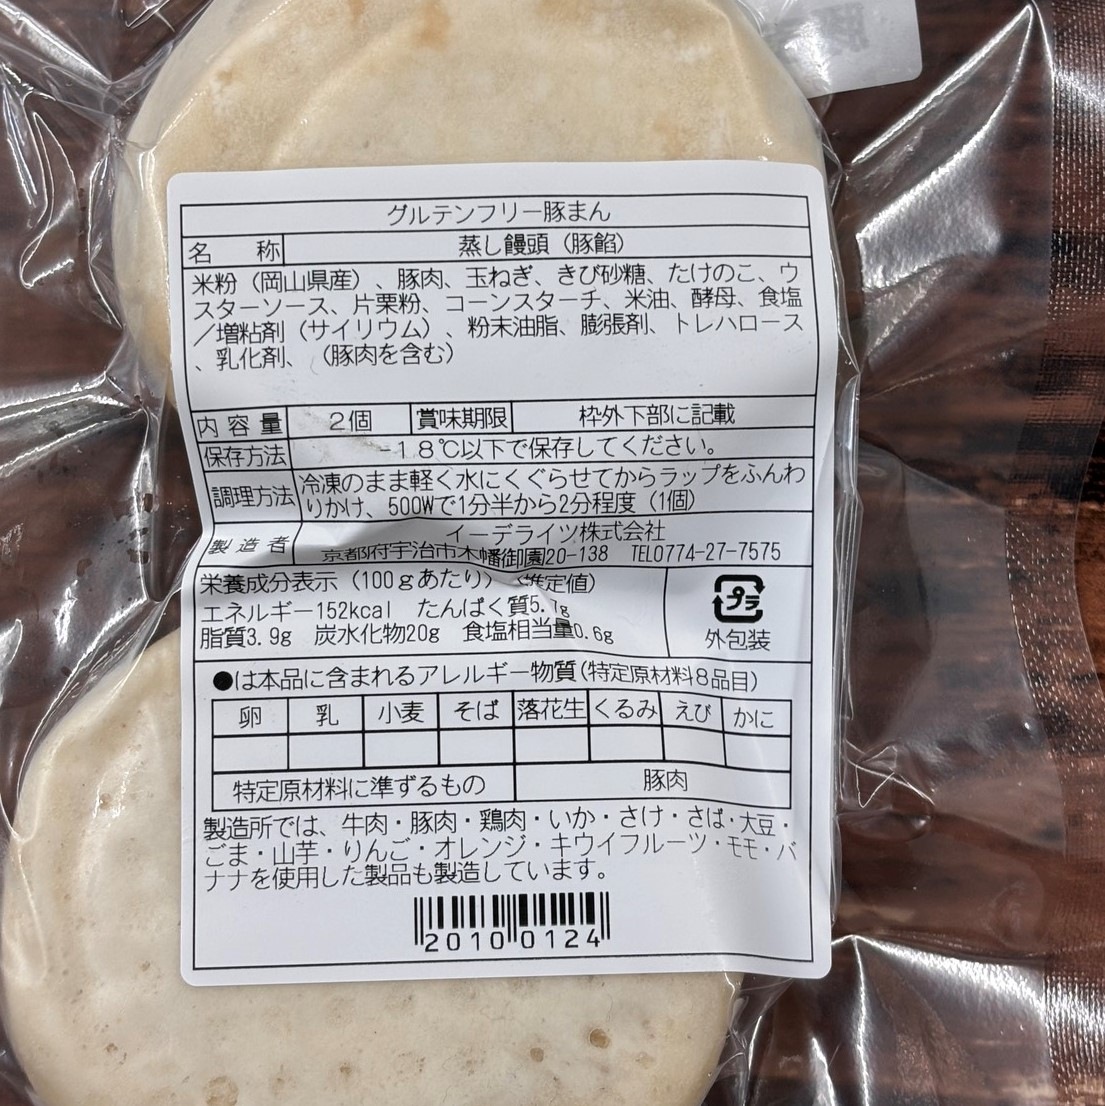 グルテンフリー豚まん
名 称 蒸し饅頭（豚餡）
米粉（岡山県産）、豚肉、玉ねぎ、きび砂糖、たけのこ、ウ
スターソース、片栗粉、コーンスターチ、米油、酵母、食塩
／増粘剤（サイリウム）、粉末油脂、膨張剤、トレハロース
、乳化剤、（豚肉を含む）
内容量 2個 賞味期限 枠外下部に記載
保存方法 -18℃以下で保存してください。
調理方法 冷凍のまま軽く水にくぐらせてからラップをふんわ
りかけ、500Wで1分半から2分程度（1個）
製造者 イーデライツ株式会社
京都府宇治市木幡御園20-138 TEL0774-27-7575
栄養成分表示（100gあたり）（推定値）
エネルギー152kcal たんぱく質5.1g
脂質3.9g 炭水化物20g 食塩相当量0.6g
プラ
外包装
●は本品に含まれるアレルギー物質(特定原材料8品目)
卵 乳 小麦 そば 落花生 くるみ えび かに
特定原材料に準ずるもの 豚肉
製造所では、牛肉・豚肉・鶏肉・いか・さけ・さば・大豆・
ごま・山芋・りんご・オレンジ・キウイフルーツ・モモ・バ
ナナを使用した製品も製造しています。
20100124